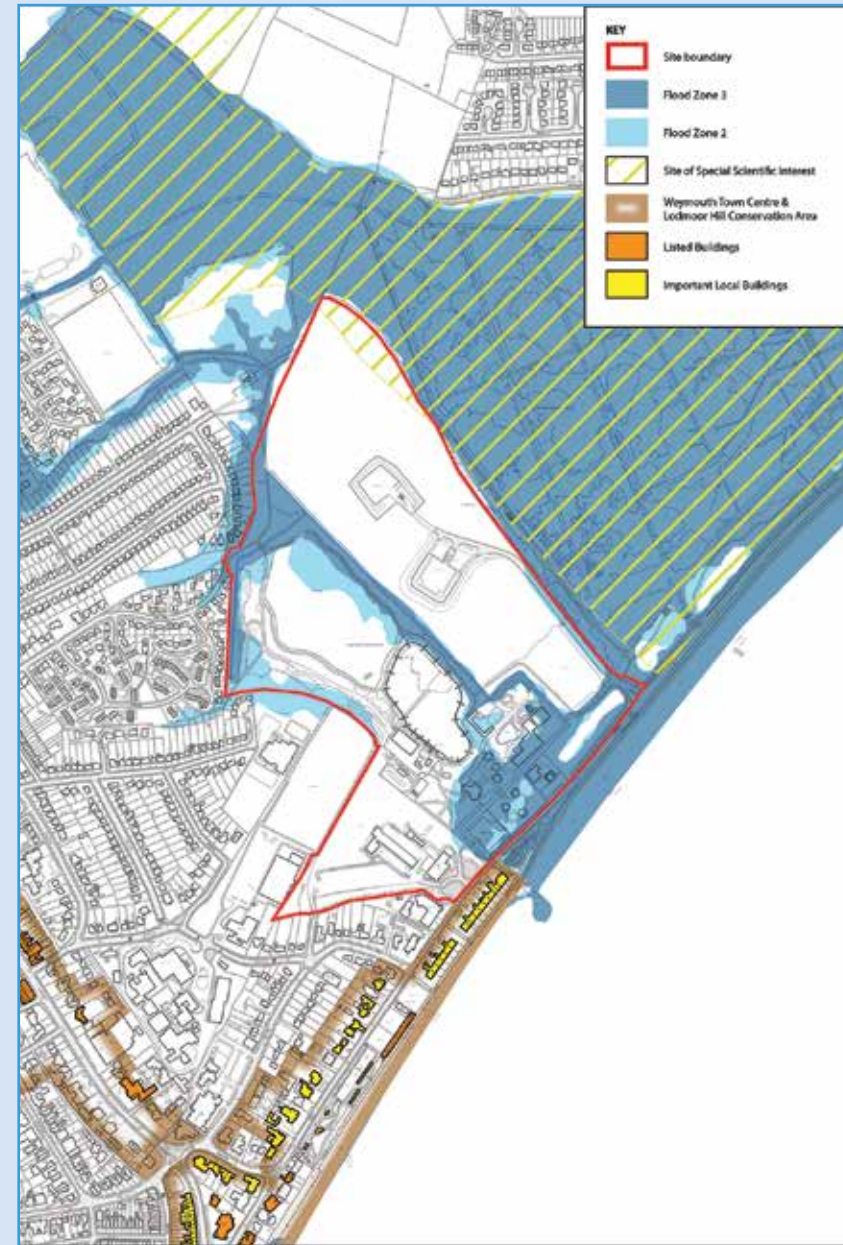 KEY
Site boundary
Flood Zone 3
Flood Zone 2
Site of Special Scientific Interest
Weymouth Town Centre &
Lodmoor Hill Conservation Area
Listed Buildings
Important Local Buildings